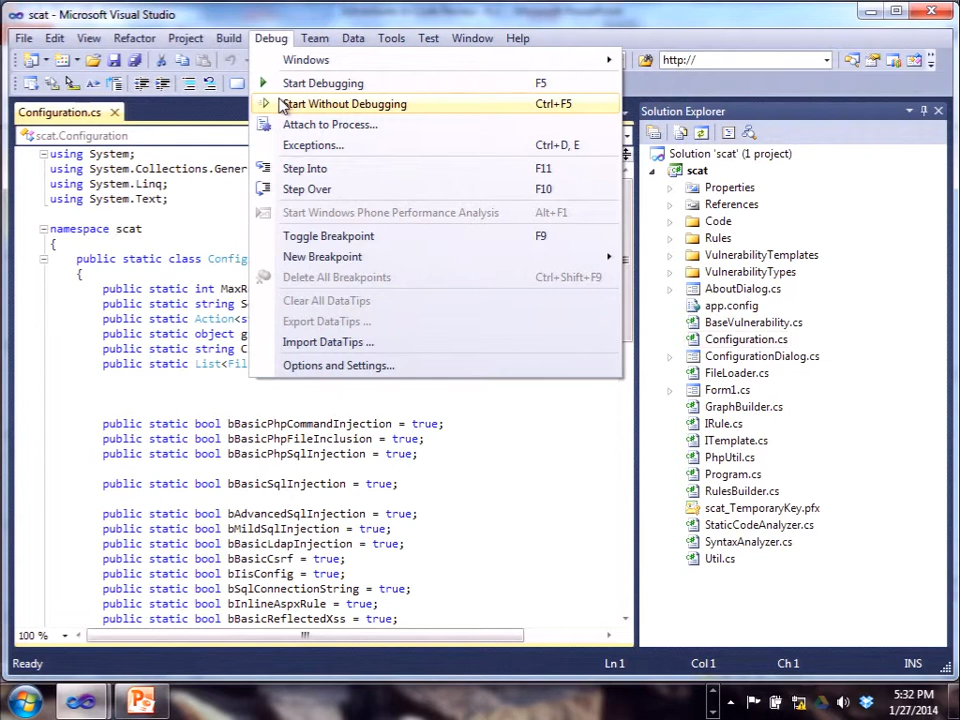 scat - Microsoft Visual Studio
File Edit View Refactor Project Build Debug Team Data Tools Test Window Help
http://
Windows
Start Debugging F5
Start Without Debugging Ctrl+F5
Attach to Process...
Exceptions... Ctrl+D, E
Step Into F11
Step Over F10
Start Windows Phone Performance Analysis Alt+F1
Toggle Breakpoint F9
New Breakpoint
Delete All Breakpoints Ctrl+Shift+F9
Clear All DataTips
Export DataTips ...
Import DataTips ...
Options and Settings...
Configuration.cs
scat.Configuration
using System;
using System.Collections.Gener
using System.Linq;
using System.Text;
namespace scat
{
public static class Config
{
public static int MaxR
public static string S
public static Action<s
public static object g
public static string C
public static List<Fil
public static bool bBasicPhpCommandInjection = true;
public static bool bBasicPhpFileInclusion = true;
public static bool bBasicPhpSqlInjection = true;
public static bool bBasicSqlInjection = true;
public static bool bAdvancedSqlInjection = true;
public static bool bMildSqlInjection = true;
public static bool bBasicLdapInjection = true;
public static bool bBasicCsrf = true;
public static bool bIisConfig = true;
public static bool bSqlConnectionString = true;
public static bool bInlineAspxRule = true;
public static bool bBasicReflectedXss = true;
100 %
Solution Explorer
Solution 'scat' (1 project)
scat
Properties
References
Code
Rules
VulnerabilityTemplates
VulnerabilityTypes
AboutDialog.cs
app.config
BaseVulnerability.cs
Configuration.cs
ConfigurationDialog.cs
FileLoader.cs
Form1.cs
GraphBuilder.cs
IRule.cs
ITemplate.cs
PhpUtil.cs
Program.cs
RulesBuilder.cs
scat_TemporaryKey.pfx
StaticCodeAnalyzer.cs
SyntaxAnalyzer.cs
Util.cs
Ready Ln 1 Col 1 Ch 1 INS
5:32 PM
1/27/2014